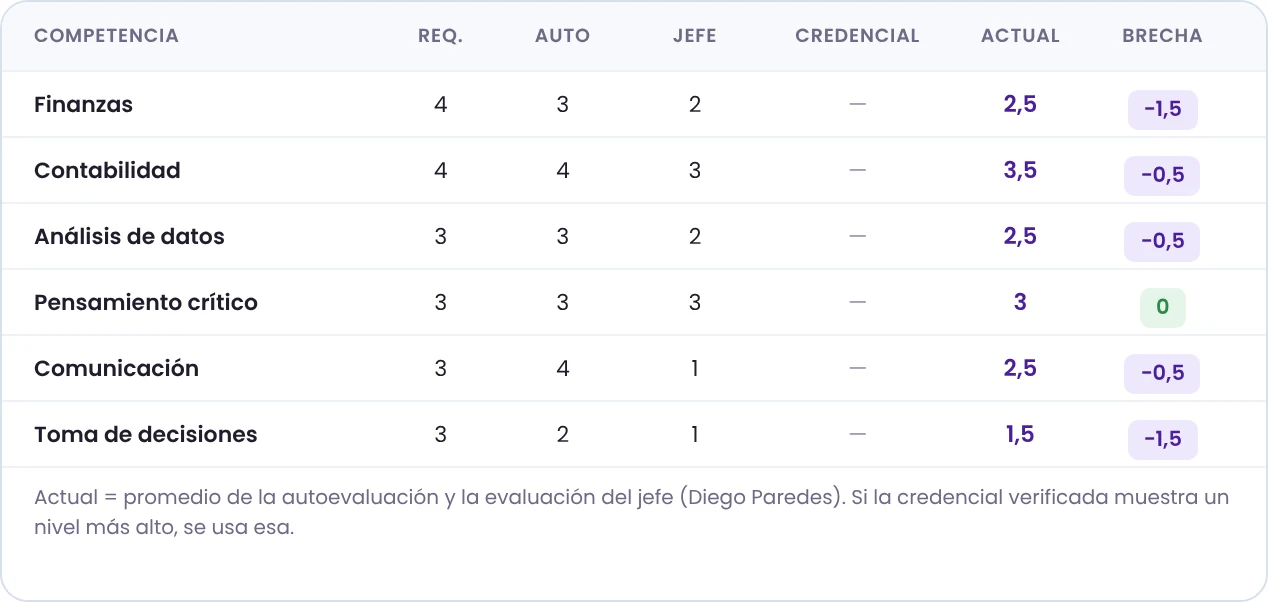 COMPETENCIA REQ. AUTO JEFE CREDENCIAL ACTUAL BRECHA
Finanzas 4 3 2 — 2,5 -1,5
Contabilidad 4 4 3 — 3,5 -0,5
Análisis de datos 3 3 2 — 2,5 -0,5
Pensamiento crítico 3 3 3 — 3 0
Comunicación 3 4 1 — 2,5 -0,5
Toma de decisiones 3 2 1 — 1,5 -1,5
Actual = promedio de la autoevaluación y la evaluación del jefe (Diego Paredes). Si la credencial verificada muestra un
nivel más alto, se usa esa.